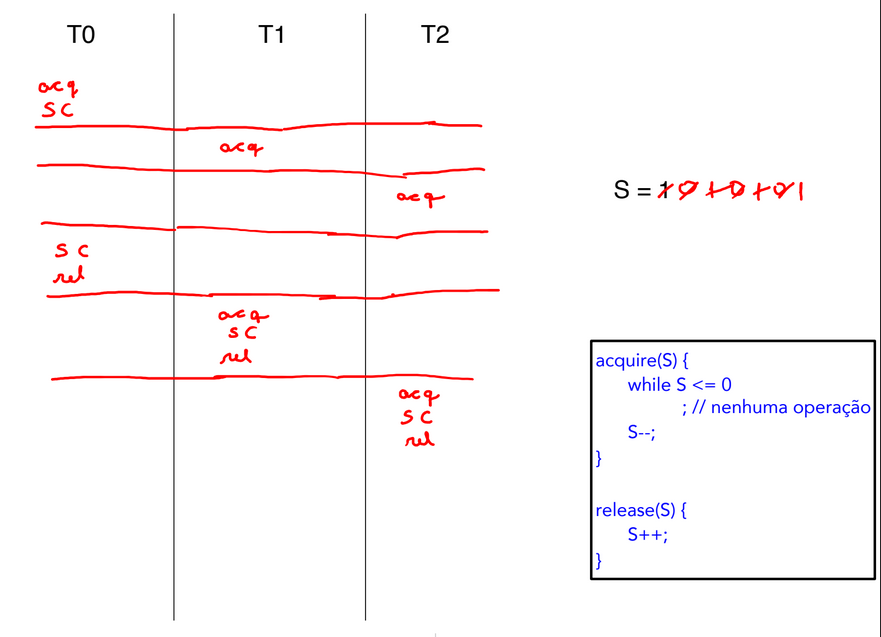 T0 T1 T2
acq
SC
acq
acq
SC
rel
acq
SC
rel
acq
SC
rel
S = 1 0 1 0 1 0 1
acquire(S) {
while S <= 0
; // nenhuma operação
S--;
}
release(S) {
S++;
}